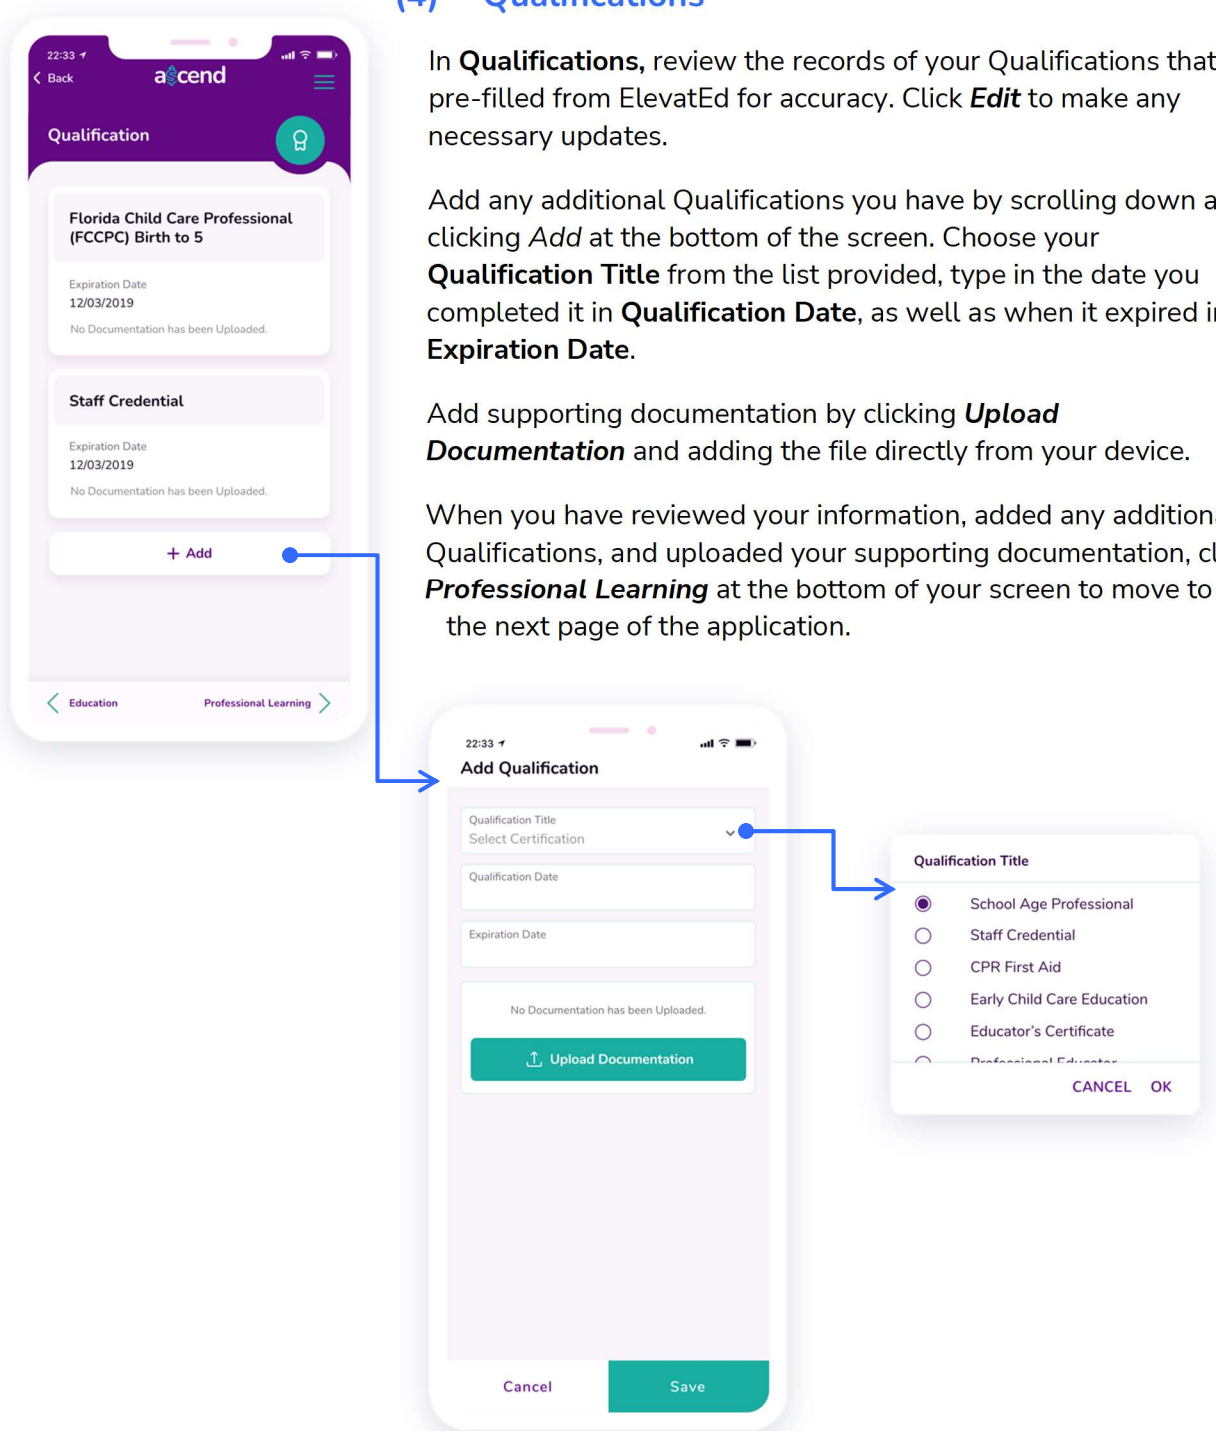 (4) Qualifications
In Qualifications, review the records of your Qualifications that
pre-filled from ElevatEd for accuracy. Click Edit to make any
necessary updates.
Add any additional Qualifications you have by scrolling down a
clicking Add at the bottom of the screen. Choose your
Qualification Title from the list provided, type in the date you
completed it in Qualification Date, as well as when it expired in
Expiration Date.
Add supporting documentation by clicking Upload
Documentation and adding the file directly from your device.
When you have reviewed your information, added any addition
Qualifications, and uploaded your supporting documentation, cl
Professional Learning at the bottom of your screen to move to
the next page of the application.
22:33
Back
ascend
Qualification
Florida Child Care Professional
(FCCPC) Birth to 5
Expiration Date
12/03/2019
No Documentation has been Uploaded.
Staff Credential
Expiration Date
12/03/2019
No Documentation has been Uploaded.
+ Add
Education Professional Learning
22:33
Add Qualification
Qualification Title
Select Certification
Qualification Date
Expiration Date
No Documentation has been Uploaded.
Upload Documentation
Cancel Save
Qualification Title
School Age Professional
Staff Credential
CPR First Aid
Early Child Care Education
Educator's Certificate
Professional Educator
CANCEL OK